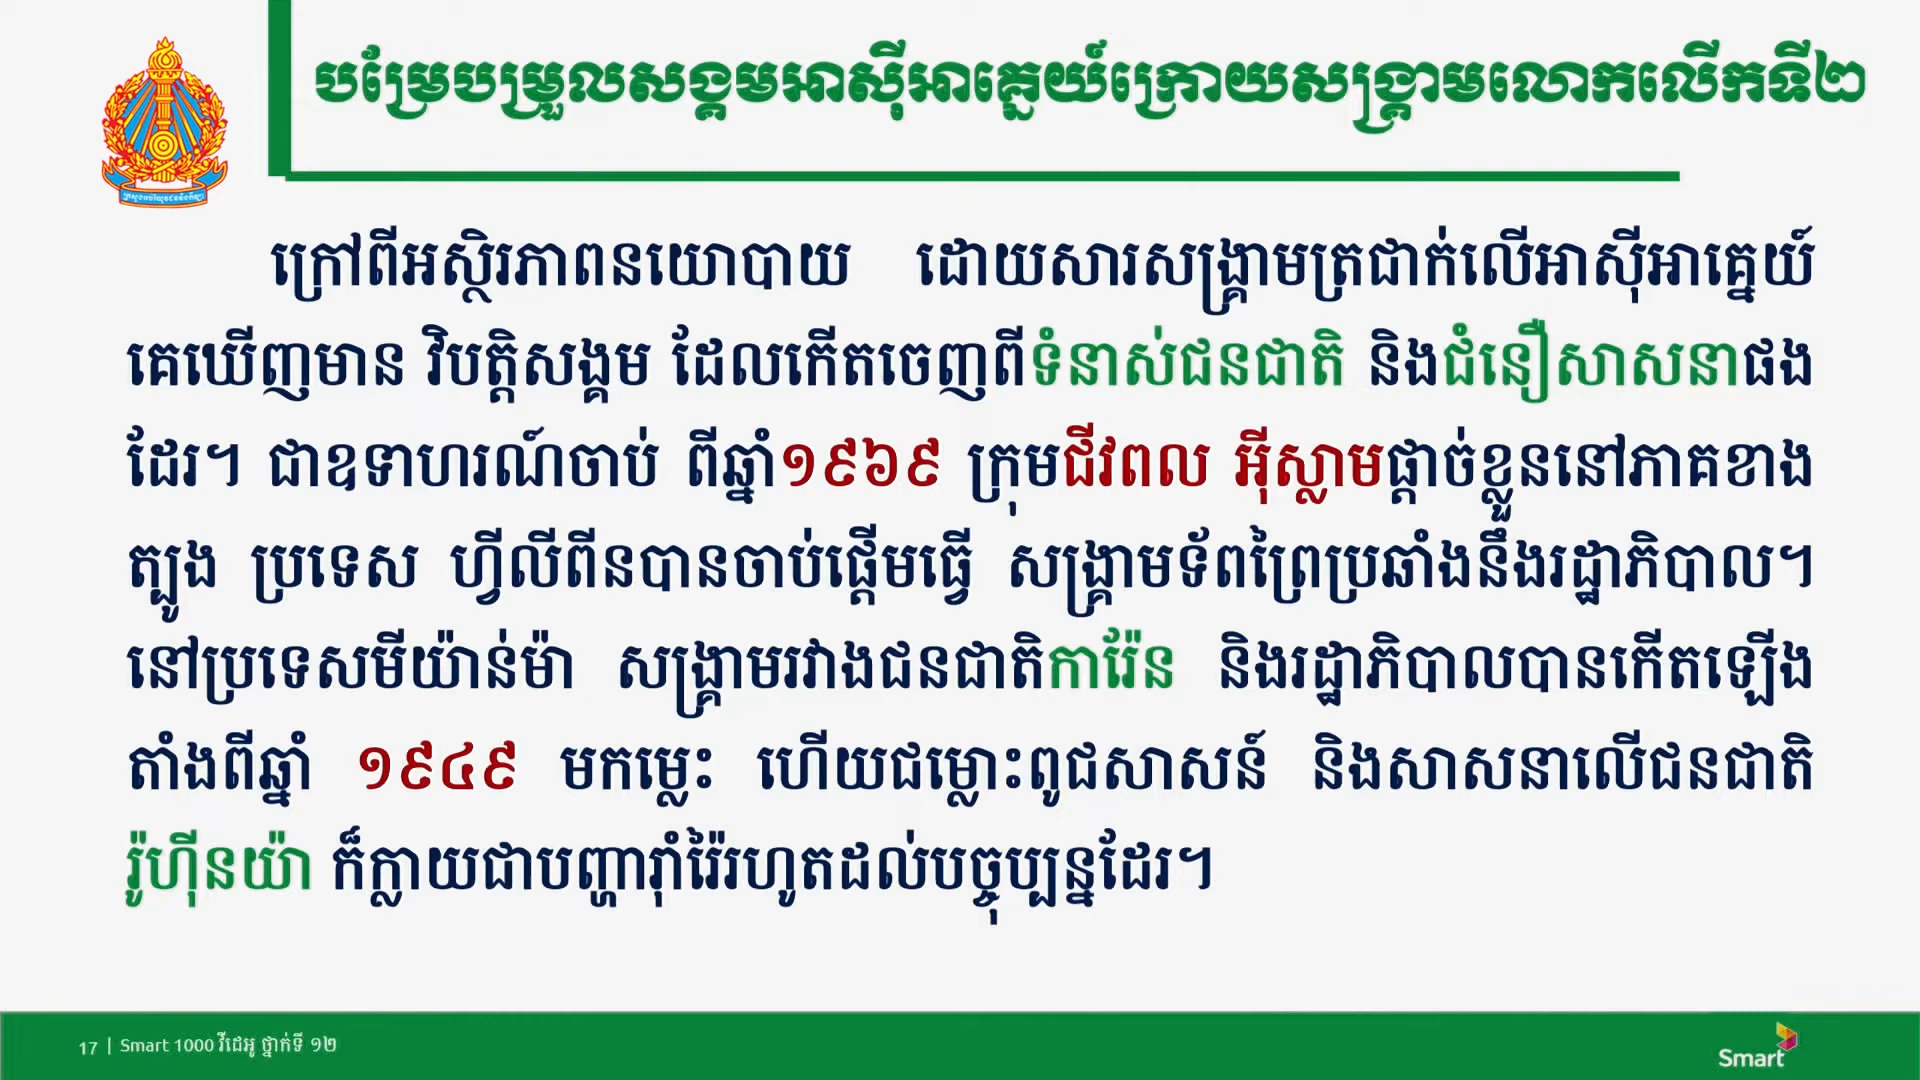 បម្រែបម្រួលសង្គមអាស៊ីអាគ្នេយ៍ក្រោយសង្គ្រាមលោកលើកទី២
ក្រៅពីអស្ថិរភាពនយោបាយ ដោយសារសង្គ្រាមត្រជាក់លើអាស៊ីអាគ្នេយ៍
គេឃើញមាន វិបត្តិសង្គម ដែលកើតចេញពីទំនាស់ជនជាតិ និងជំនឿសាសនាផង
ដែរ។ ជាឧទាហរណ៍ចាប់ ពីឆ្នាំ១៩៦៩ ក្រុមជីវពល អ៊ីស្លាមផ្តាច់ខ្លួននៅភាគខាង
ត្បូង ប្រទេស ហ្វីលីពីនបានចាប់ផ្តើមធ្វើ សង្គ្រាមទ័ពព្រៃប្រឆាំងនឹងរដ្ឋាភិបាល។
នៅប្រទេសមីយ៉ាន់ម៉ា សង្គ្រាមរវាងជនជាតិការ៉ែន និងរដ្ឋាភិបាលបានកើតឡើង
តាំងពីឆ្នាំ ១៩៤៩ មកម្លេះ ហើយជម្លោះពូជសាសន៍ និងសាសនាលើជនជាតិ
រ៉ូហ៊ីនយ៉ា ក៏ក្លាយជាបញ្ហារ៉ាំរ៉ៃរហូតដល់បច្ចុប្បន្នដែរ។
17 | Smart 1000 វីដេអូ ថ្នាក់ទី ១២
Smart